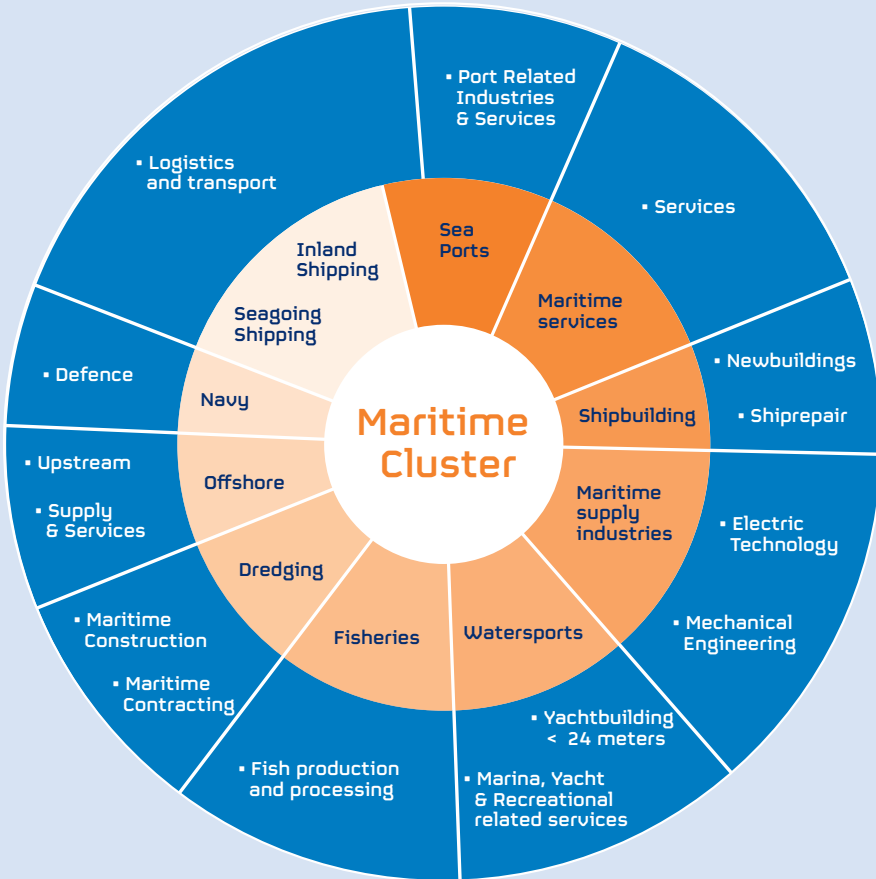 Maritime
Cluster
Sea
Ports
▪ Port Related
Industries
& Services
Maritime
services
▪ Services
Shipbuilding
▪ Newbuildings
▪ Shiprepair
Maritime
supply
industries
▪ Electric
Technology
▪ Mechanical
Engineering
Watersports
▪ Yachtbuilding
< 24 meters
▪ Marina, Yacht
& Recreational
related services
Fisheries
▪ Fish production
and processing
Dredging
▪ Maritime
Construction
▪ Maritime
Contracting
Offshore
▪ Upstream
▪ Supply
& Services
Navy
▪ Defence
Inland
Shipping
Seagoing
Shipping
▪ Logistics
and transport